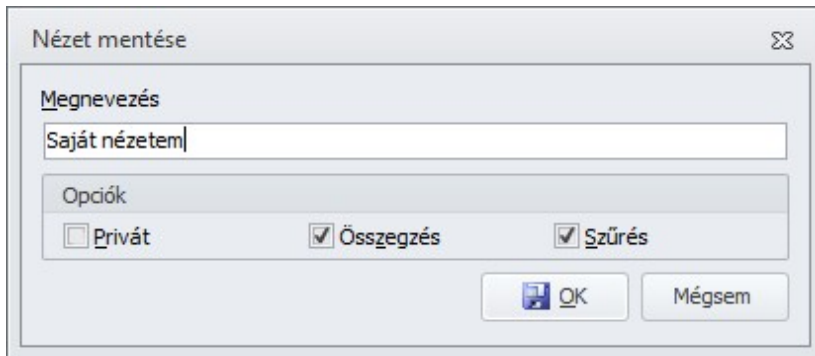 Nézet mentése
Megnevezés
Saját nézetem
Opciók
Privát Összegzés Szűrés
OK Mégsem